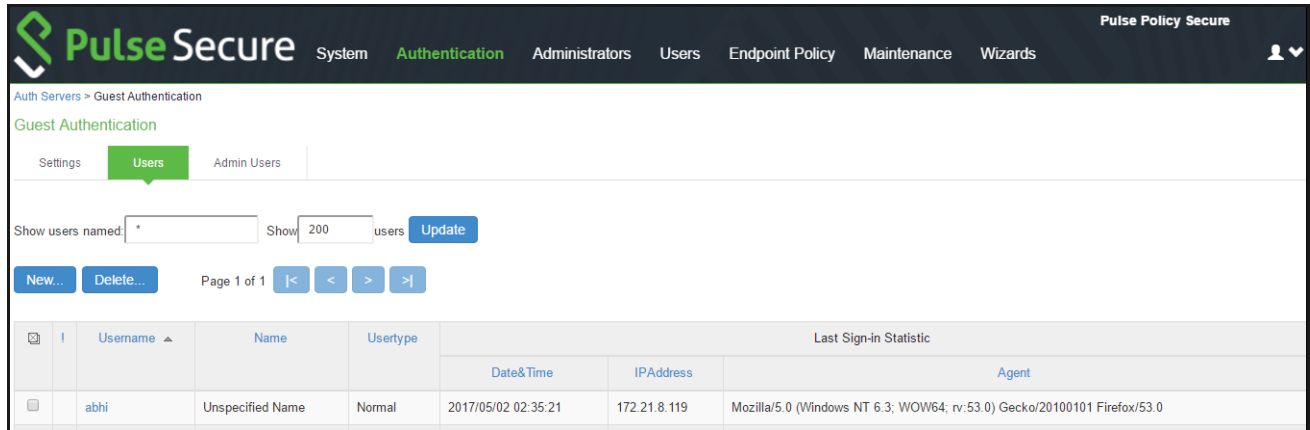 Pulse Policy Secure
Pulse Secure System Authentication Administrators Users Endpoint Policy Maintenance Wizards
Auth Servers > Guest Authentication
Guest Authentication
Settings Users Admin Users
Show users named: * Show 200 users Update
New... Delete... Page 1 of 1 |< < > >|
! Username Name Usertype Last Sign-in Statistic
Date&Time IPAddress Agent
abhi Unspecified Name Normal 2017/05/02 02:35:21 172.21.8.119 Mozilla/5.0 (Windows NT 6.3; WOW64; rv:53.0) Gecko/20100101 Firefox/53.0